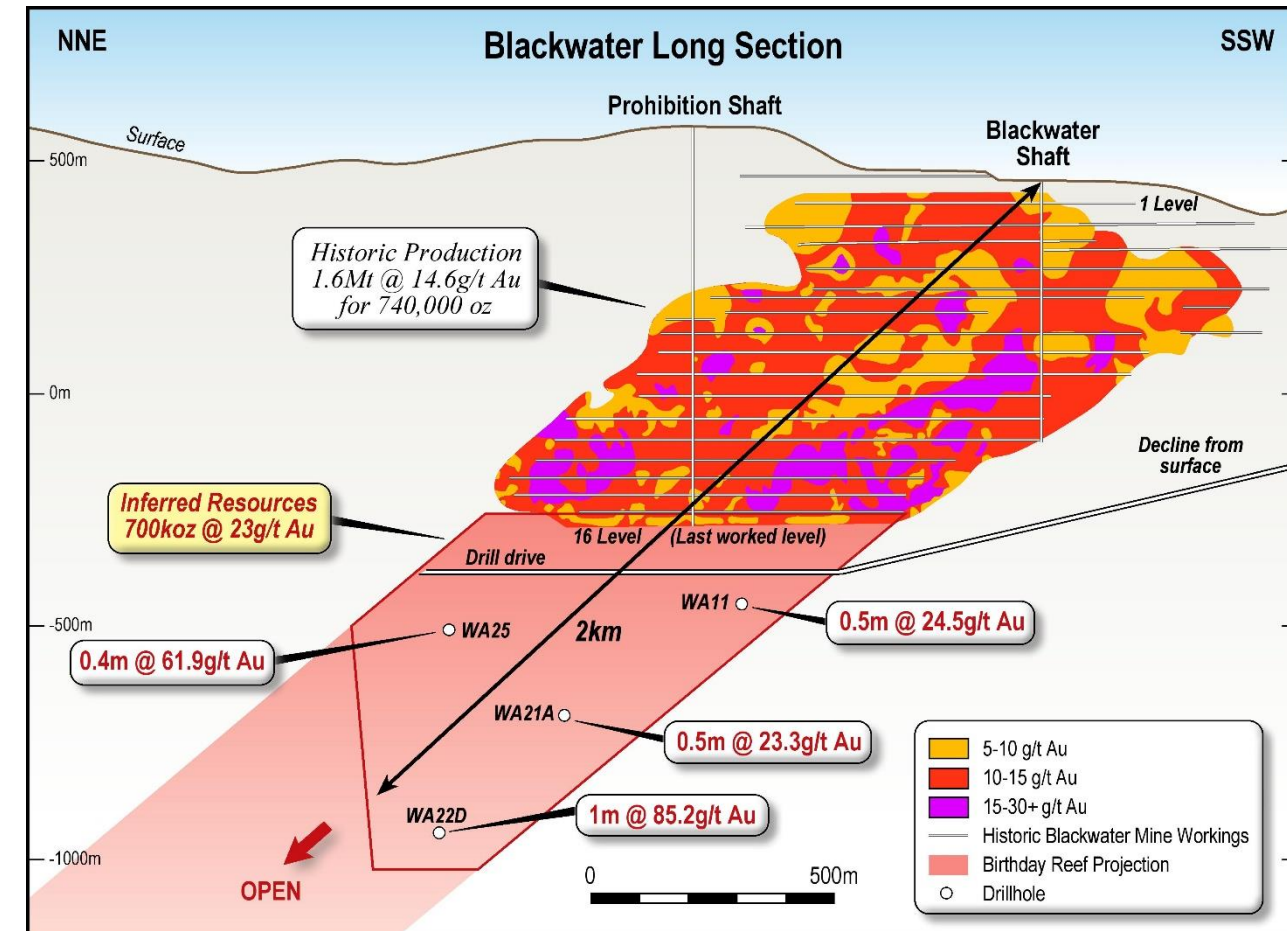 NNE
Blackwater Long Section
SSW
Prohibition Shaft
Blackwater
Shaft
Surface
500m
1 Level
Historic Production
1.6Mt @ 14.6g/t Au
for 740,000 oz
0m
Decline from
surface
Inferred Resources
700koz @ 23g/t Au
16 Level (Last worked level)
Drill drive
WA11
0.5m @ 24.5g/t Au
-500m
WA25
2km
0.4m @ 61.9g/t Au
WA21A
0.5m @ 23.3g/t Au
WA22D
1m @ 85.2g/t Au
-1000m
OPEN
0
500m
5-10 g/t Au
10-15 g/t Au
15-30+ g/t Au
Historic Blackwater Mine Workings
Birthday Reef Projection
Drillhole